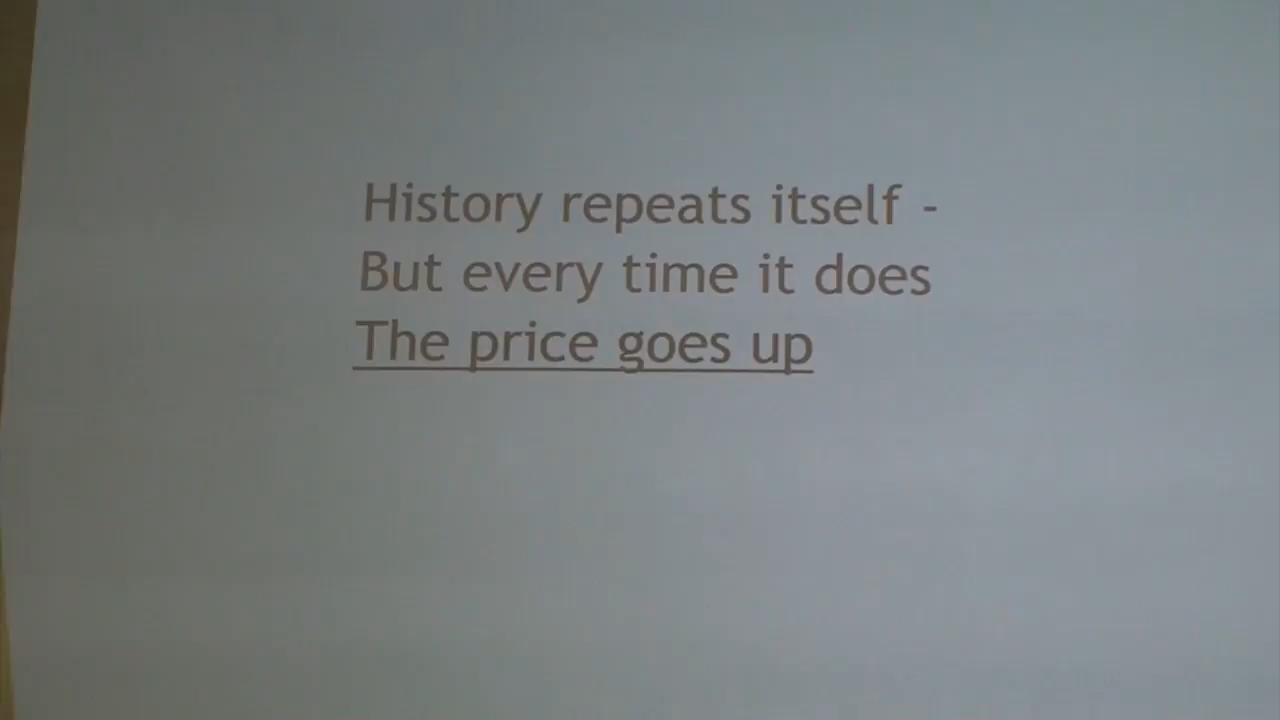 History repeats itself -
But every time it does
The price goes up